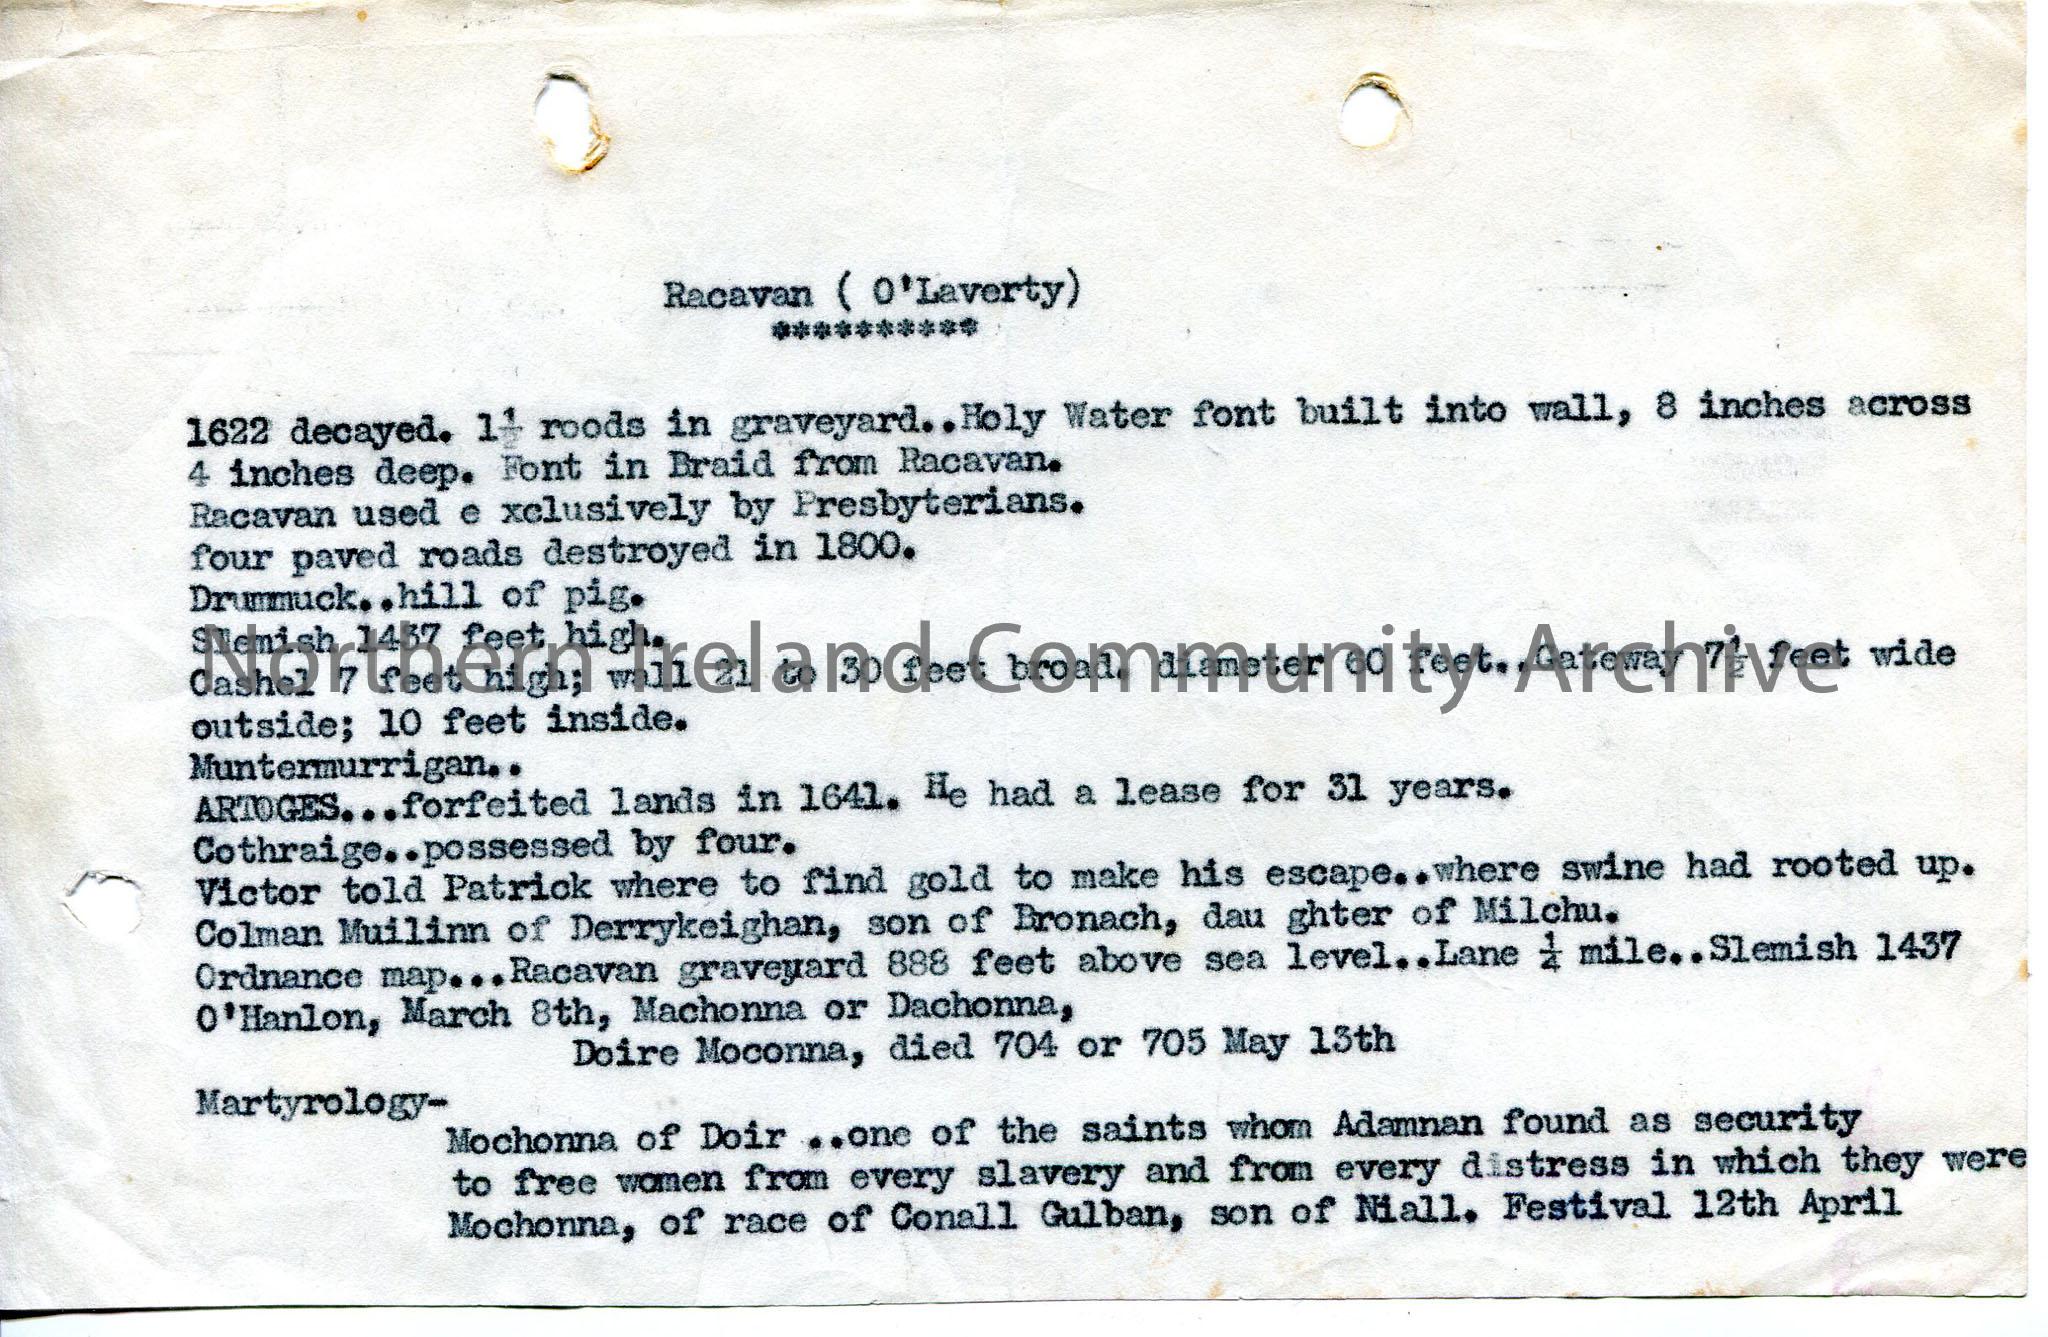 Racavan ( O'Laverty)
**********
1622 decayed. 1½ roods in graveyard..Holy Water font built into wall, 8 inches across
4 inches deep. Font in Braid from Racavan.
Racavan used e xclusively by Presbyterians.
four paved roads destroyed in 1800.
Drummuck..hill of pig.
Slemish 1437 feet high.
Cashel 7 feet high; wall 21 to 30 feet broad. diameter 60 feet..Gateway 7½ feet wide
outside; 10 feet inside.
Northern Ireland Community Archive
Muntermurrigan..
ARTOGES...forfeited lands in 1641. He had a lease for 31 years.
Cothraige..possessed by four.
Victor told Patrick where to find gold to make his escape..where swine had rooted up.
Colman Muilinn of Derrykeighan, son of Bronach, dau ghter of Milchu.
Ordnance map...Racavan graveyard 888 feet above sea level..Lane ¼ mile..Slemish 1437
O'Hanlon, March 8th, Machonna or Dachonna,
Doire Moconna, died 704 or 705 May 13th
Martyrology-
Mochonna of Doir ..one of the saints whom Adamnan found as security
to free women from every slavery and from every distress in which they were
Mochonna, of race of Conall Gulban, son of Niall. Festival 12th April